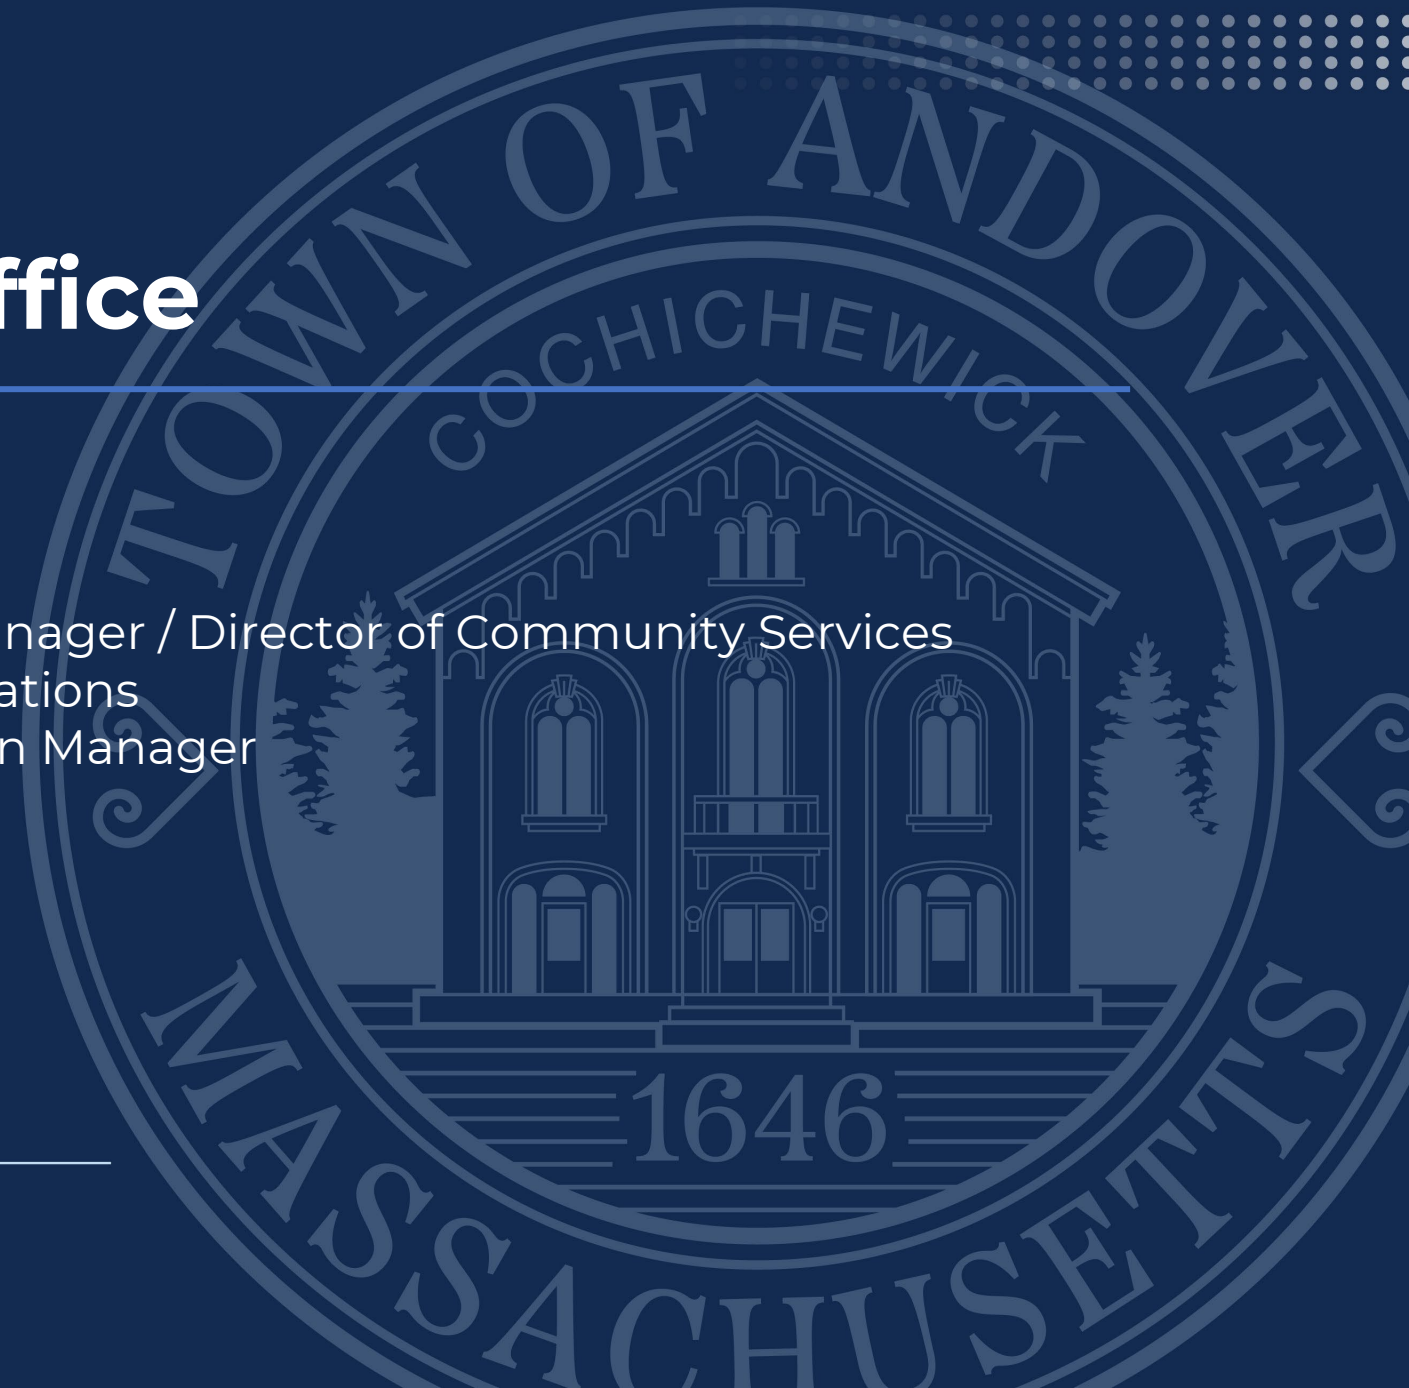 TOWN OF ANDOVER
COCHICHEWICK
ffice
nager / Director of Community Services
ations
n Manager
1646
MASSACHUSETTS